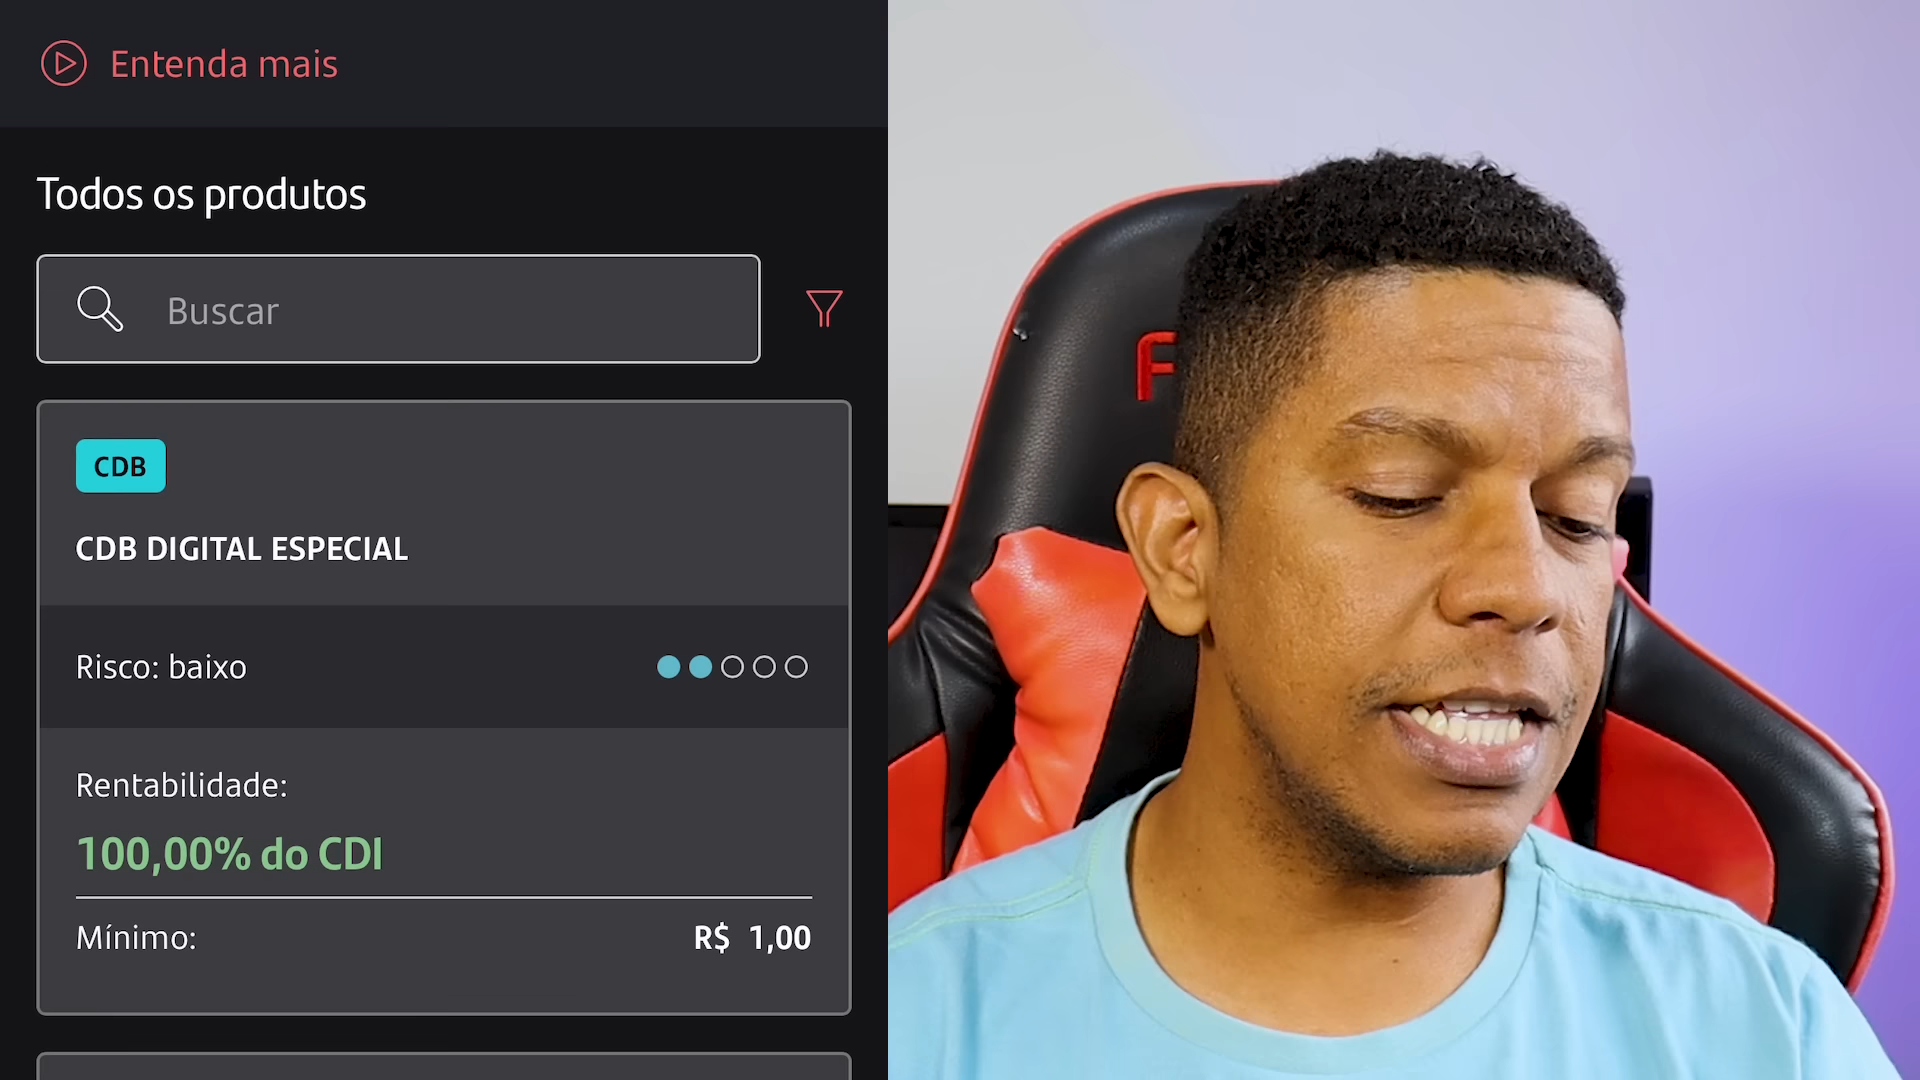 Entenda mais
Todos os produtos
Buscar
CDB
CDB DIGITAL ESPECIAL
Risco: baixo
Rentabilidade:
100,00% do CDI
Mínimo: R$ 1,00
F